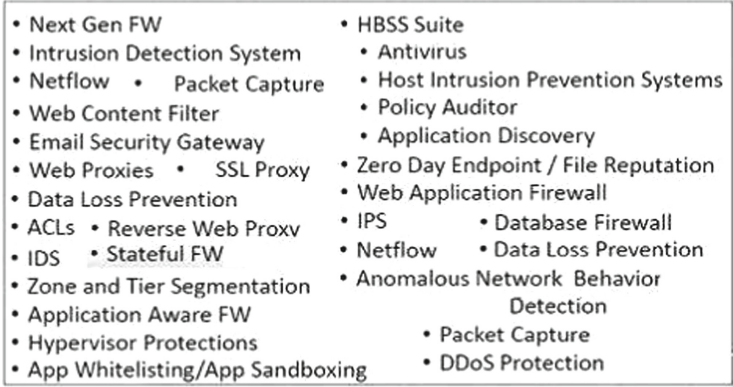 • Next Gen FW
• Intrusion Detection System
• Netflow • Packet Capture
• Web Content Filter
• Email Security Gateway
• Web Proxies • SSL Proxy
• Data Loss Prevention
• ACLs • Reverse Web Proxv
• IDS • Stateful FW
• Zone and Tier Segmentation
• Application Aware FW
• Hypervisor Protections
• App Whitelisting/App Sandboxing
• HBSS Suite
• Antivirus
• Host Intrusion Prevention Systems
• Policy Auditor
• Application Discovery
• Zero Day Endpoint / File Reputation
• Web Application Firewall
• IPS • Database Firewall
• Netflow • Data Loss Prevention
• Anomalous Network Behavior
Detection
• Packet Capture
• DDoS Protection